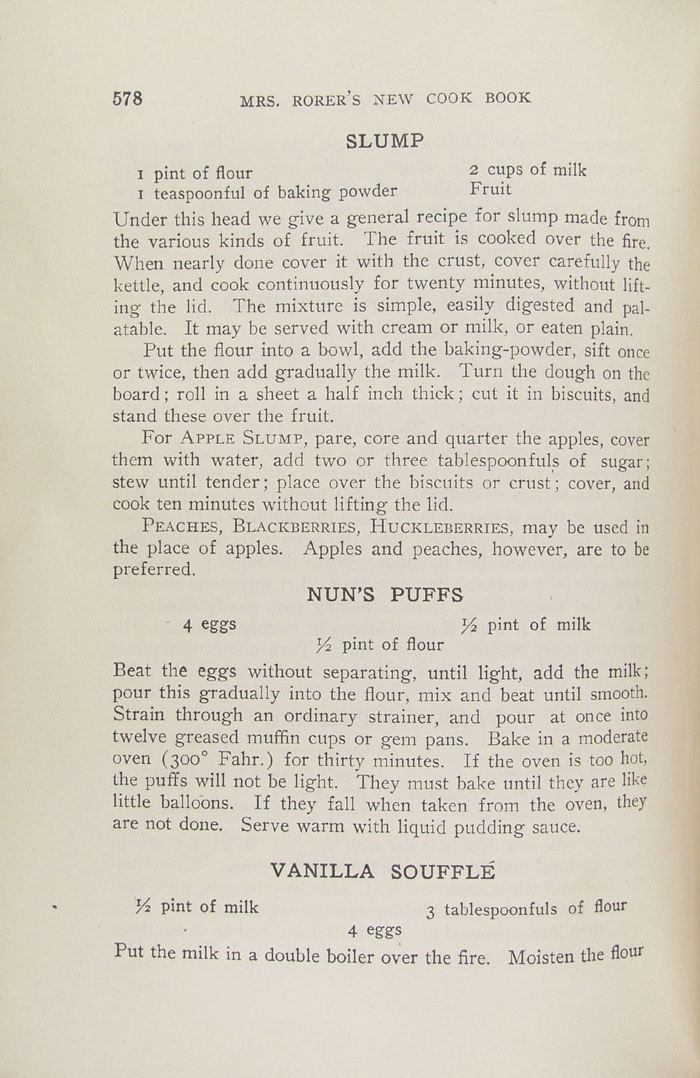 578 MRS. RORER'S NEW COOK BOOK
SLUMP
1 pint of flour 2 cups of milk
1 teaspoonful of baking powder Fruit
Under this head we give a general recipe for slump made from
the various kinds of fruit. The fruit is cooked over the fire.
When nearly done cover it with the crust, cover carefully the
kettle, and cook continuously for twenty minutes, without lift-
ing the lid. The mixture is simple, easily digested and pal-
atable. It may be served with cream or milk, or eaten plain.
Put the flour into a bowl, add the baking-powder, sift once
or twice, then add gradually the milk. Turn the dough on the
board; roll in a sheet a half inch thick; cut it in biscuits, and
stand these over the fruit.
For APPLE SLUMP, pare, core and quarter the apples, cover
them with water, add two or three tablespoonfuls of sugar;
stew until tender; place over the biscuits or crust; cover, and
cook ten minutes without lifting the lid.
PEACHES, BLACKBERRIES, HUCKLEBERRIES, may be used in
the place of apples. Apples and peaches, however, are to be
preferred.
NUN'S PUFFS
4 eggs ½ pint of milk
½ pint of flour
Beat the eggs without separating, until light, add the milk;
pour this gradually into the flour, mix and beat until smooth.
Strain through an ordinary strainer, and pour at once into
twelve greased muffin cups or gem pans. Bake in a moderate
oven (300° Fahr.) for thirty minutes. If the oven is too hot,
the puffs will not be light. They must bake until they are like
little balloons. If they fall when taken from the oven, they
are not done. Serve warm with liquid pudding sauce.
VANILLA SOUFFLÉ
½ pint of milk 3 tablespoonfuls of flour
4 eggs
Put the milk in a double boiler over the fire. Moisten the flour